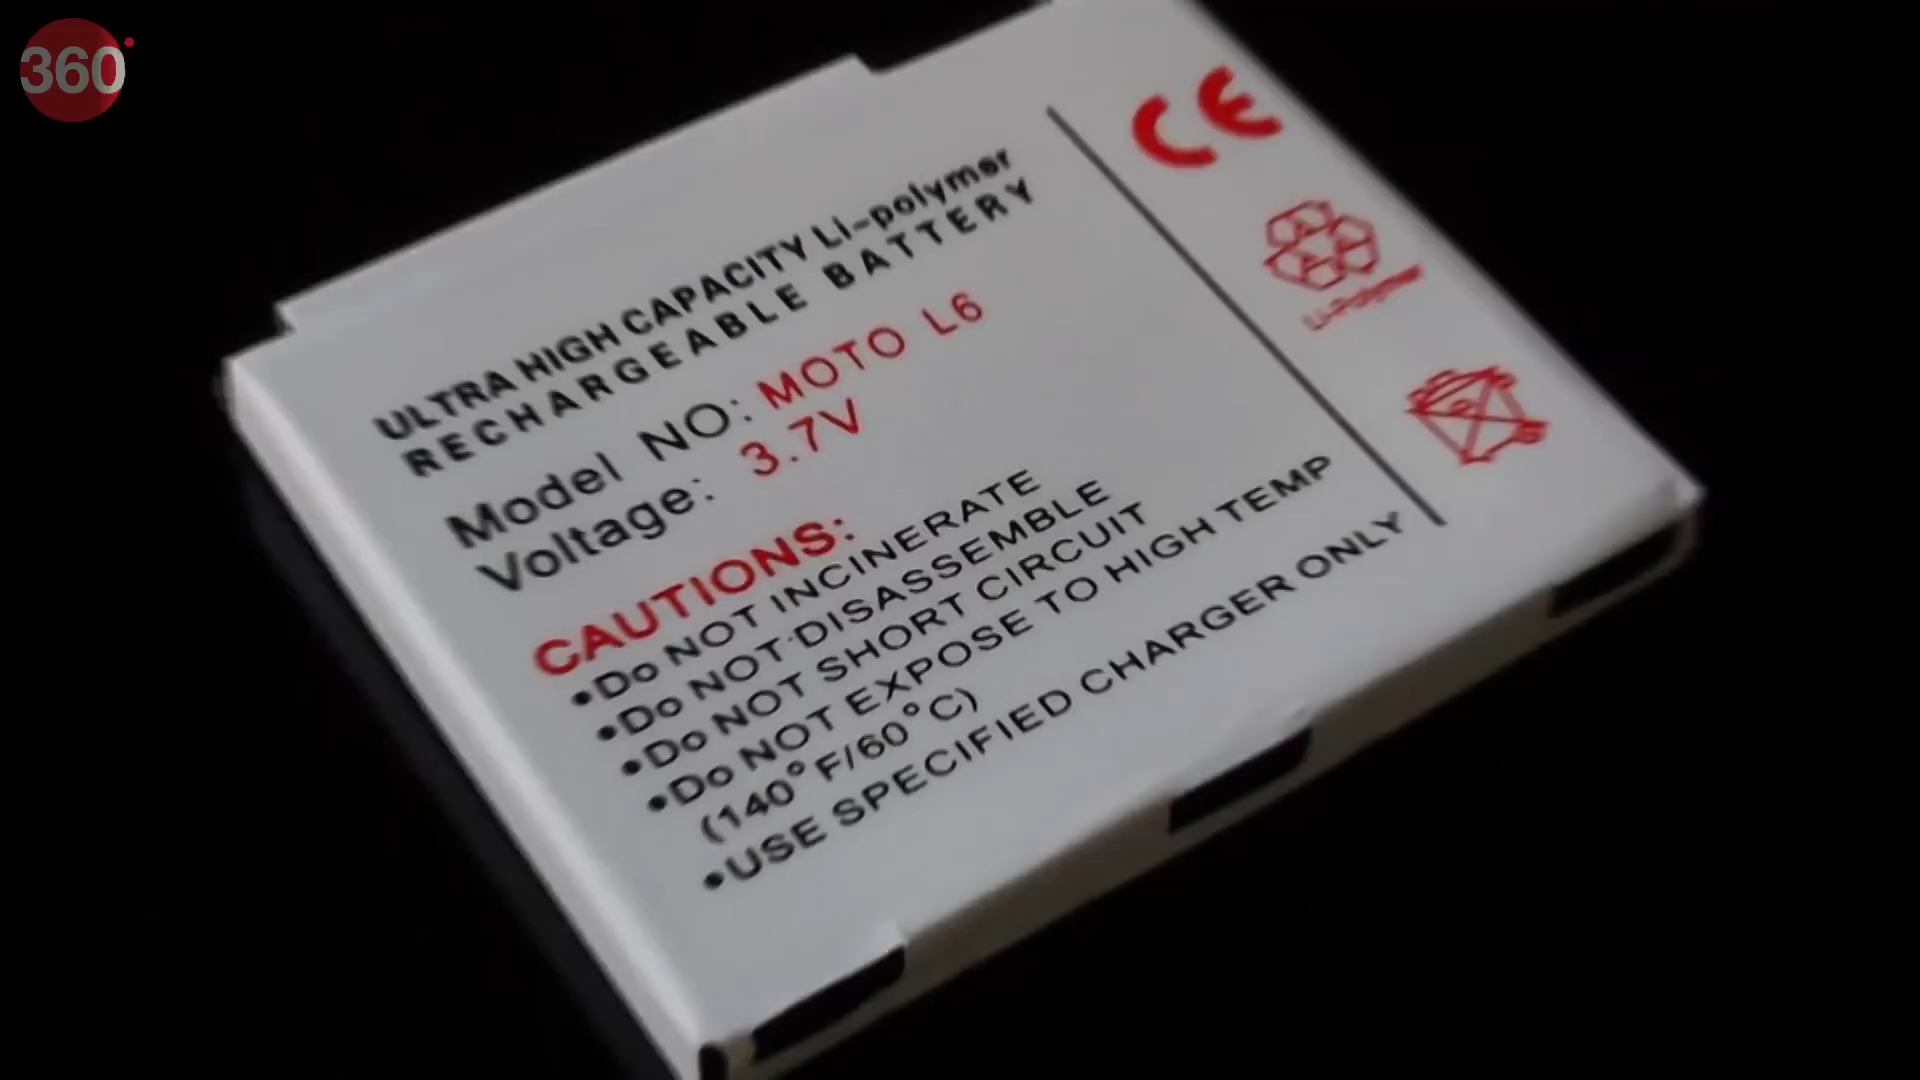 360°
ULTRA HIGH CAPACITY Li-polymer
RECHARGEABLE BATTERY
Model NO: MOTO L6
Voltage: 3.7V
CAUTIONS:
•Do NOT INCINERATE
•Do NOT DISASSEMBLE
•Do NOT SHORT CIRCUIT
•Do NOT EXPOSE TO HIGH TEMP
(140°F/60°C)
•USE SPECIFIED CHARGER ONLY
CE
Li-Polymer